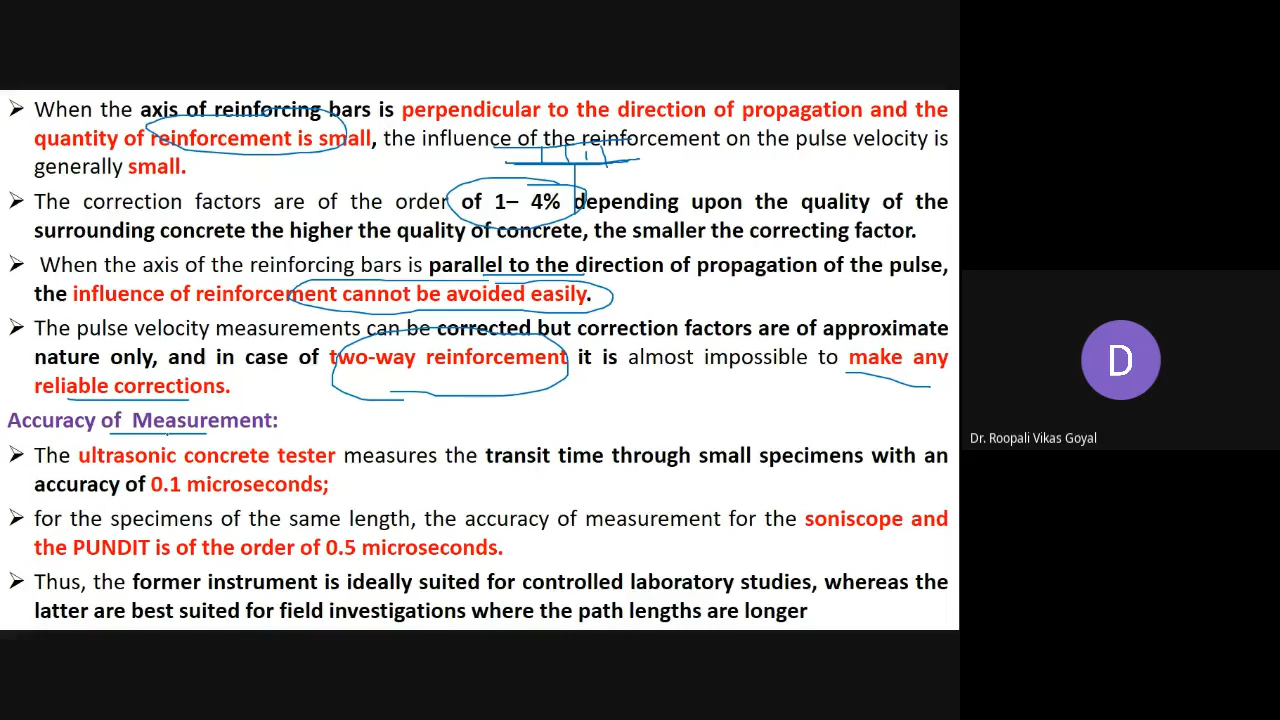 ➢ When the axis of reinforcing bars is perpendicular to the direction of propagation and the
quantity of reinforcement is small, the influence of the reinforcement on the pulse velocity is
generally small.
➢ The correction factors are of the order of 1– 4% depending upon the quality of the
surrounding concrete the higher the quality of concrete, the smaller the correcting factor.
➢ When the axis of the reinforcing bars is parallel to the direction of propagation of the pulse,
the influence of reinforcement cannot be avoided easily.
➢ The pulse velocity measurements can be corrected but correction factors are of approximate
nature only, and in case of two-way reinforcement it is almost impossible to make any
reliable corrections.
Accuracy of Measurement:
➢ The ultrasonic concrete tester measures the transit time through small specimens with an
accuracy of 0.1 microseconds;
➢ for the specimens of the same length, the accuracy of measurement for the soniscope and
the PUNDIT is of the order of 0.5 microseconds.
➢ Thus, the former instrument is ideally suited for controlled laboratory studies, whereas the
latter are best suited for field investigations where the path lengths are longer
D
Dr. Roopali Vikas Goyal